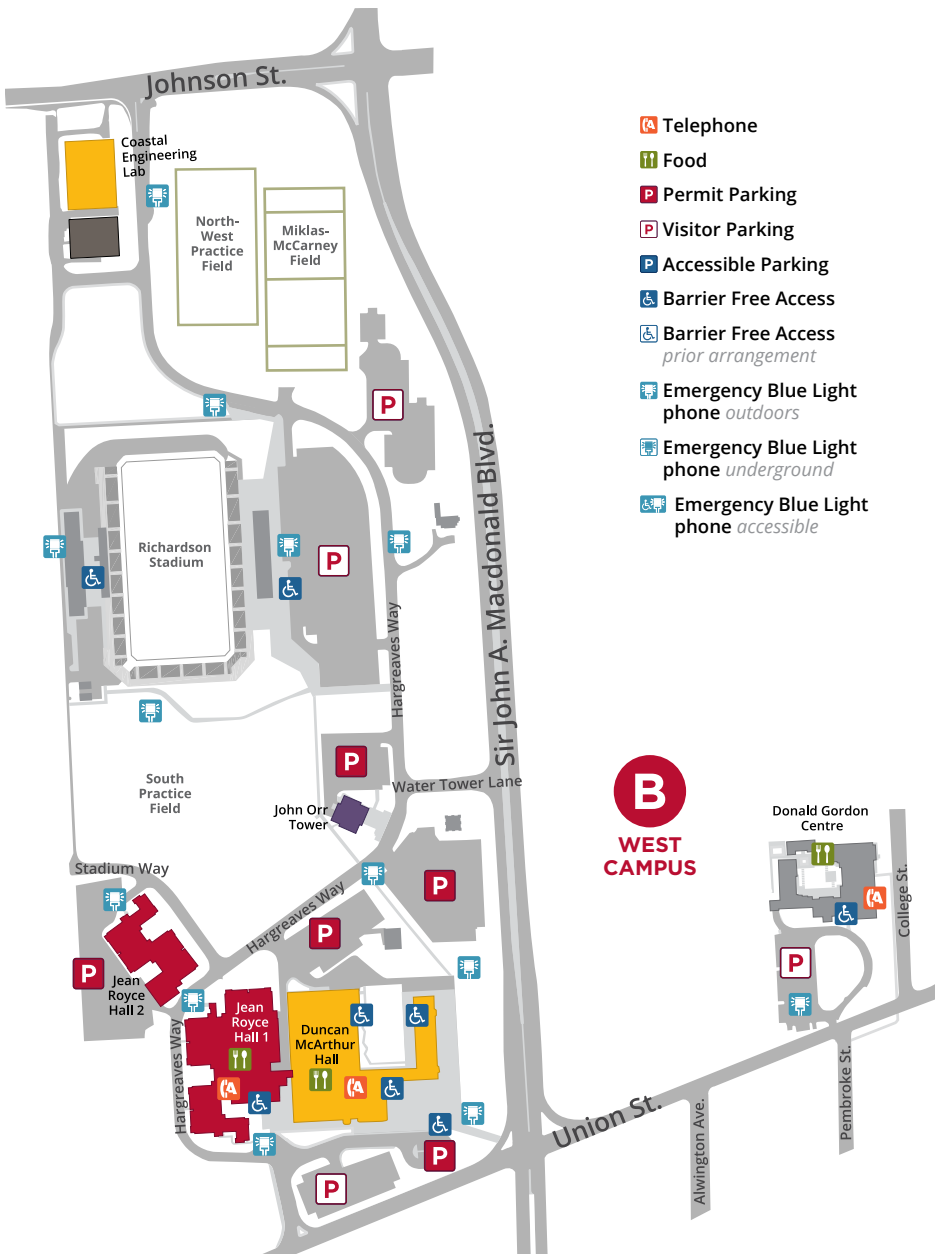 Johnson St.
Coastal
Engineering
Lab
North-
West
Practice
Field
Miklas-
McCarney
Field
Telephone
Food
P Permit Parking
P Visitor Parking
P Accessible Parking
Barrier Free Access
Barrier Free Access
prior arrangement
Emergency Blue Light
phone outdoors
Emergency Blue Light
phone underground
Emergency Blue Light
phone accessible
P
Sir John A. Macdonald Blvd.
Richardson
Stadium
P
Hargreaves Way
South
Practice
Field
P
Water Tower Lane
John Orr
Tower
B
WEST
CAMPUS
Donald Gordon
Centre
College St.
Stadium Way
Hargreaves Way
P
P
P
Jean
Royce
Hall 2
P
Jean
Royce
Hall 1
Duncan
McArthur
Hall
Hargreaves Way
Union St.
Pembroke St.
Alwington Ave.
P
P